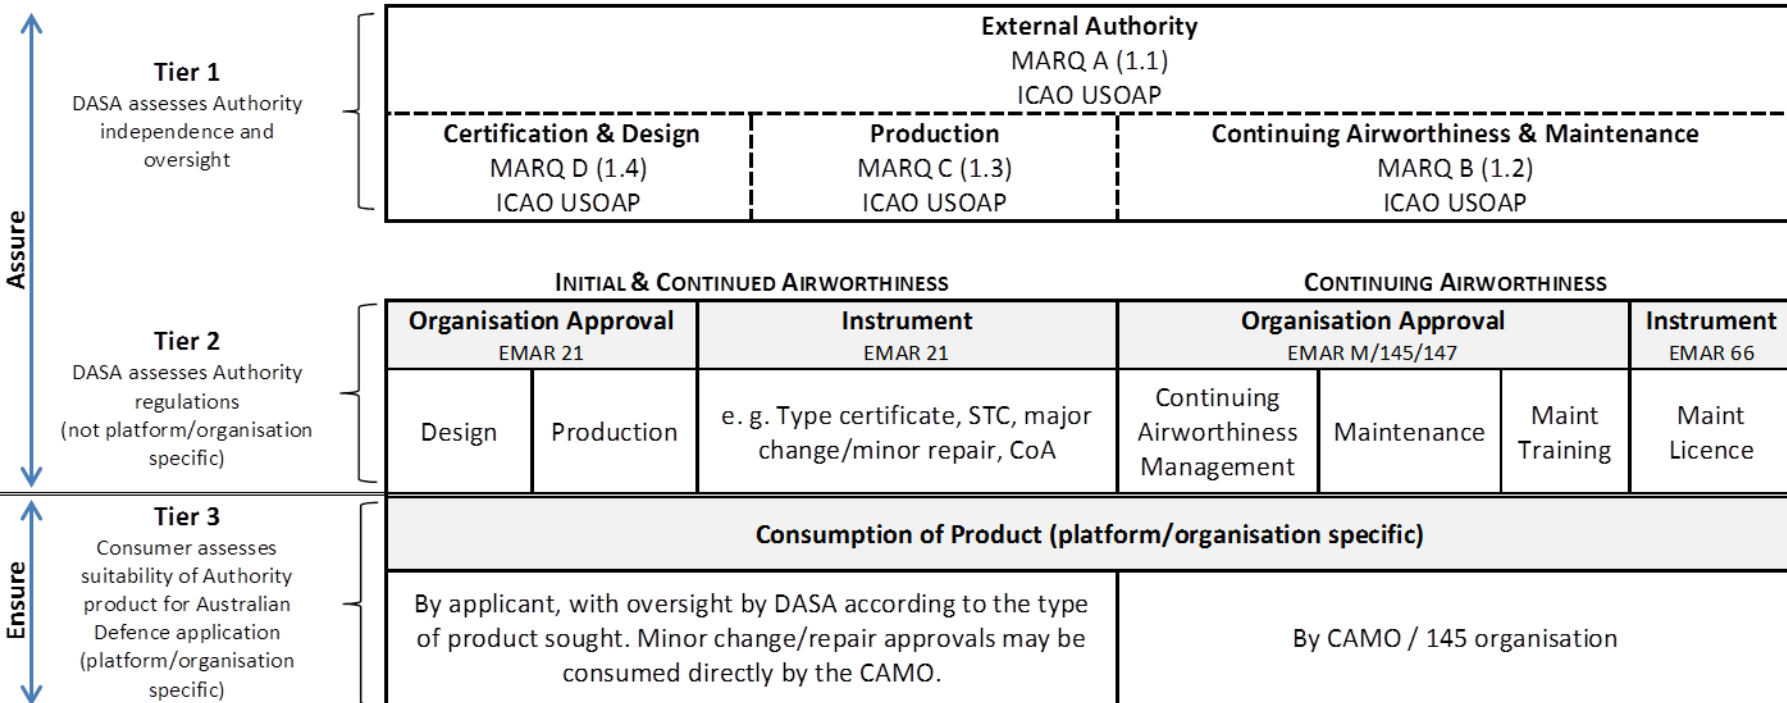 Assure
Tier 1
DASA assesses Authority
independence and
oversight
External Authority
MARQ A (1.1)
ICAO USOAP
Certification & Design
MARQ D (1.4)
ICAO USOAP
Production
MARQ C (1.3)
ICAO USOAP
Continuing Airworthiness & Maintenance
MARQ B (1.2)
ICAO USOAP
Tier 2
DASA assesses Authority
regulations
(not platform/organisation
specific)
INITIAL & CONTINUED AIRWORTHINESS
CONTINUING AIRWORTHINESS
Organisation Approval
EMAR 21
Instrument
EMAR 21
Organisation Approval
EMAR M/145/147
Instrument
EMAR 66
Design
Production
e. g. Type certificate, STC, major
change/minor repair, CoA
Continuing
Airworthiness
Management
Maintenance
Maint
Training
Maint
Licence
Ensure
Tier 3
Consumer assesses
suitability of Authority
product for Australian
Defence application
(platform/organisation
specific)
Consumption of Product (platform/organisation specific)
By applicant, with oversight by DASA according to the type
of product sought. Minor change/repair approvals may be
consumed directly by the CAMO.
By CAMO / 145 organisation